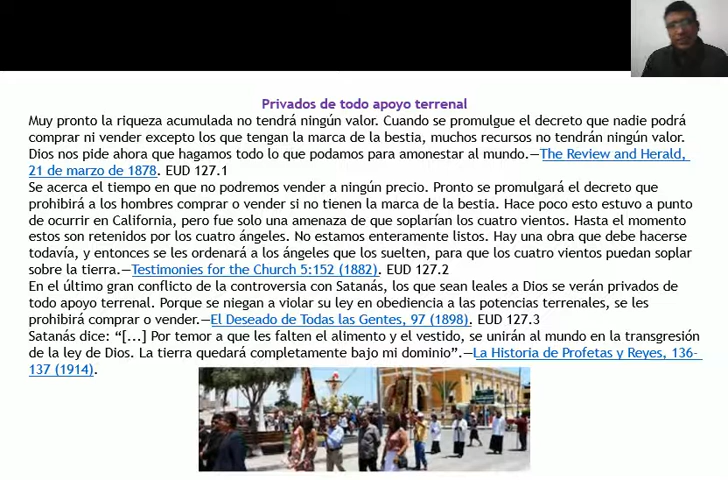 Privados de todo apoyo terrenal
Muy pronto la riqueza acumulada no tendrá ningún valor. Cuando se promulgue el decreto que nadie podrá
comprar ni vender excepto los que tengan la marca de la bestia, muchos recursos no tendrán ningún valor.
Dios nos pide ahora que hagamos todo lo que podamos para amonestar al mundo.—The Review and Herald,
21 de marzo de 1878. EUD 127.1
Se acerca el tiempo en que no podremos vender a ningún precio. Pronto se promulgará el decreto que
prohibirá a los hombres comprar o vender si no tienen la marca de la bestia. Hace poco esto estuvo a punto
de ocurrir en California, pero fue solo una amenaza de que soplarían los cuatro vientos. Hasta el momento
estos son retenidos por los cuatro ángeles. No estamos enteramente listos. Hay una obra que debe hacerse
todavía, y entonces se les ordenará a los ángeles que los suelten, para que los cuatro vientos puedan soplar
sobre la tierra.—Testimonies for the Church 5:152 (1882). EUD 127.2
En el último gran conflicto de la controversia con Satanás, los que sean leales a Dios se verán privados de
todo apoyo terrenal. Porque se niegan a violar su ley en obediencia a las potencias terrenales, se les
prohibirá comprar o vender.—El Deseado de Todas las Gentes, 97 (1898). EUD 127.3
Satanás dice: “[...] Por temor a que les falten el alimento y el vestido, se unirán al mundo en la transgresión
de la ley de Dios. La tierra quedará completamente bajo mi dominio”.—La Historia de Profetas y Reyes, 136-
137 (1914).